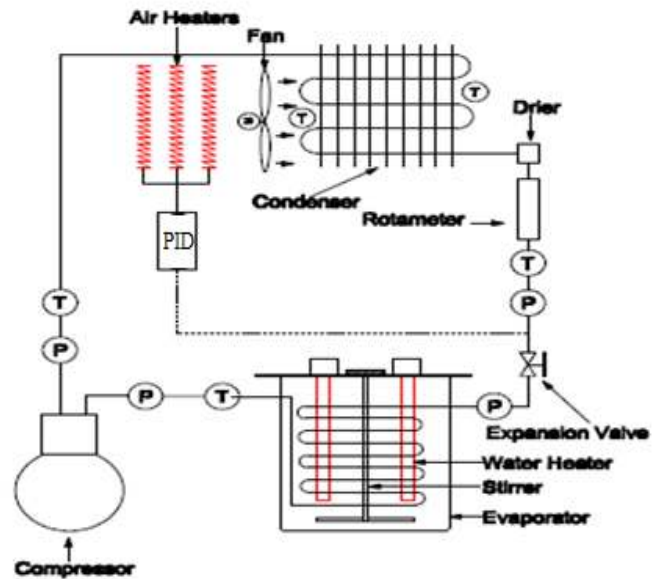 Air Heaters
Fan
T
S
T
Drier
Condenser
Rotameter
PID
T
T
P
P
P
T
P
Expansion Valve
Water Heater
Stirrer
Evaporator
Compressor